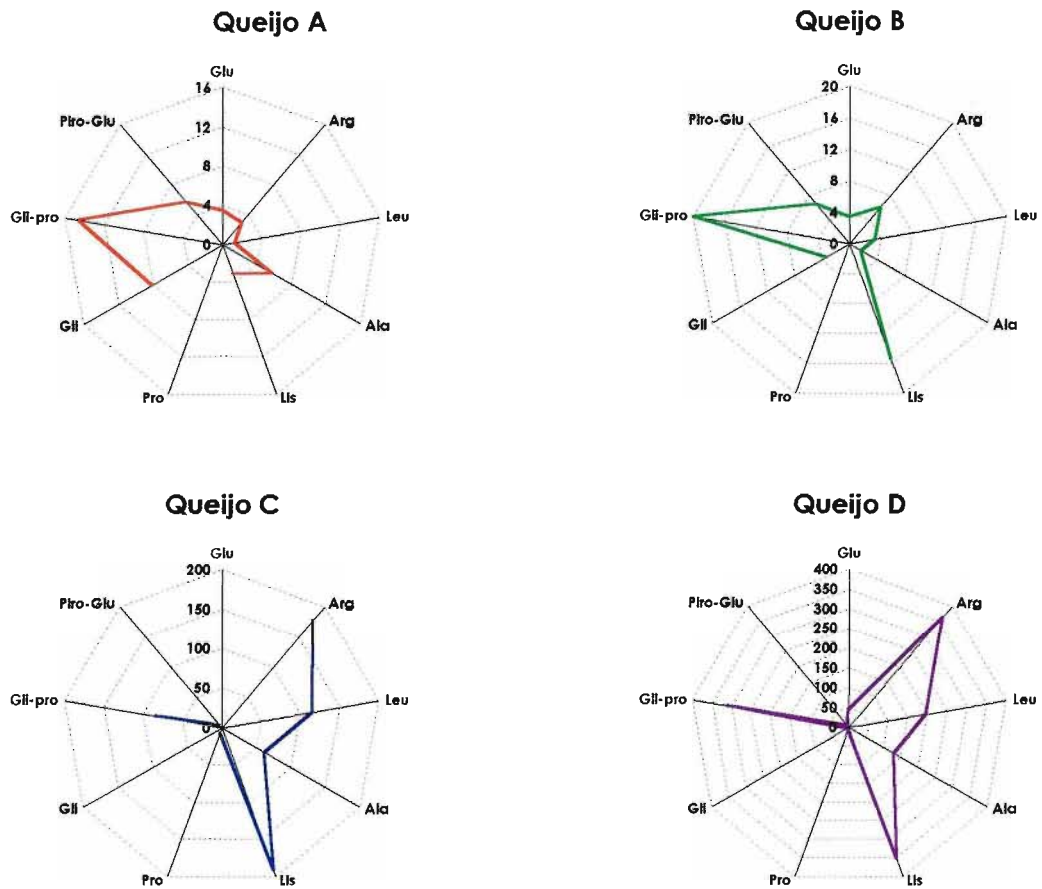 Queijo A
Glu
16
12
8
4
0
Arg
Leu
Ala
Lis
Pro
Gli
Gli-pro
Piro-Glu
Queijo B
Glu
20
16
12
8
4
0
Arg
Leu
Ala
Lis
Pro
Gli
Gli-pro
Piro-Glu
Queijo C
Glu
200
150
100
50
0
Arg
Leu
Ala
Lis
Pro
Gli
Gli-pro
Piro-Glu
Queijo D
Glu
400
350
300
250
200
150
100
50
0
Arg
Leu
Ala
Lis
Pro
Gli
Gli-pro
Piro-Glu